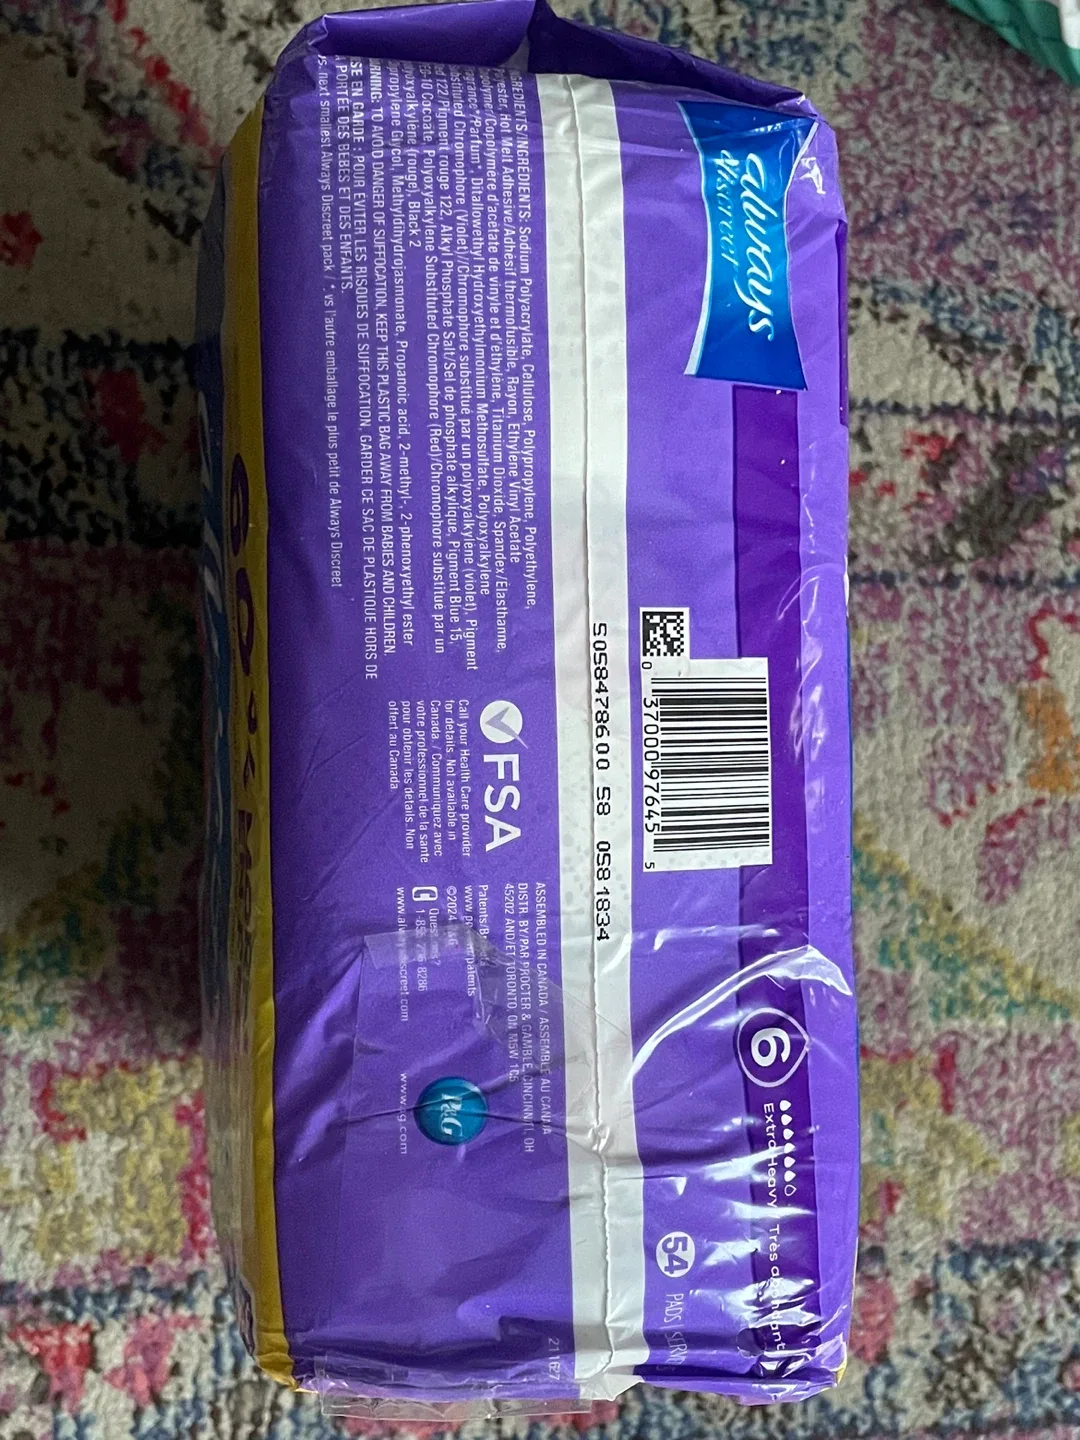 always
Discreet
6
Extra Heavy
Très
54
PADS
0 37000 97645 5
5058478600 58 0581834
INGREDIENTS/INGRÉDIENTS: Sodium Polyacrylate, Cellulose, Polypropylene, Polyethylene,
Polyester, Hot Melt Adhesive/Adhésif thermofusible, Rayon, Ethylene Vinyl Acetate
Copolymer/Copolymère d'acétate de vinyle et d'éthylène, Titanium Dioxide, Spandex/Élasthanne,
Fragrance*/Parfum*, Ditallowethyl Hydroxyethylmonium Methosulfate, Polyoxyalkylene
Substitured Chromophore (Violet)//Chromophore substitué par un polyoxyalkylène (violet), Pigment
122/Pigment rouge 122, Alkyl Phosphate Salt/Sel de phosphate alkylique, Pigment Blue 15,
PEG-10 Cocoate, Polyoxyalkylene Substituted Chromophore (Red)/Chromophore substitué par un
polyoxyalkylène (rouge), Black 2
Glycol, Methyldihydrojasmonate, Propanoic acid, 2-methyl-, 2-phonoxyethyl ester
WARNING: TO AVOID DANGER OF SUFFOCATION, KEEP THIS PLASTIC BAG AWAY FROM BABIES AND CHILDREN.
MISE EN GARDE : POUR ÉVITER LES RISQUES DE SUFFOCATION, GARDER CE SAC DE PLASTIQUE HORS DE
LA PORTÉE DES BÉBÉS ET DES ENFANTS.
vs. next smallest Always Discreet pack / *, vs l'autre emballage le plus petit de Always Discreet
FSA
Call your Health Care provider
for details. Not available in
Canada. / Communiquez avec
votre professionnel de la santé
pour obtenir les détails. Non
offert au Canada.
ASSEMBLED IN CANADA / ASSEMBLÉ AU CANADA
DISTR. BY/PAR PROCTER & GAMBLE, CINCINNATI, OH
45202 AND/ET TORONTO, ON M5W 1C5
©2024 P&G
Questions?
www.alwaysdiscreet.com
www.pg.com
P&G